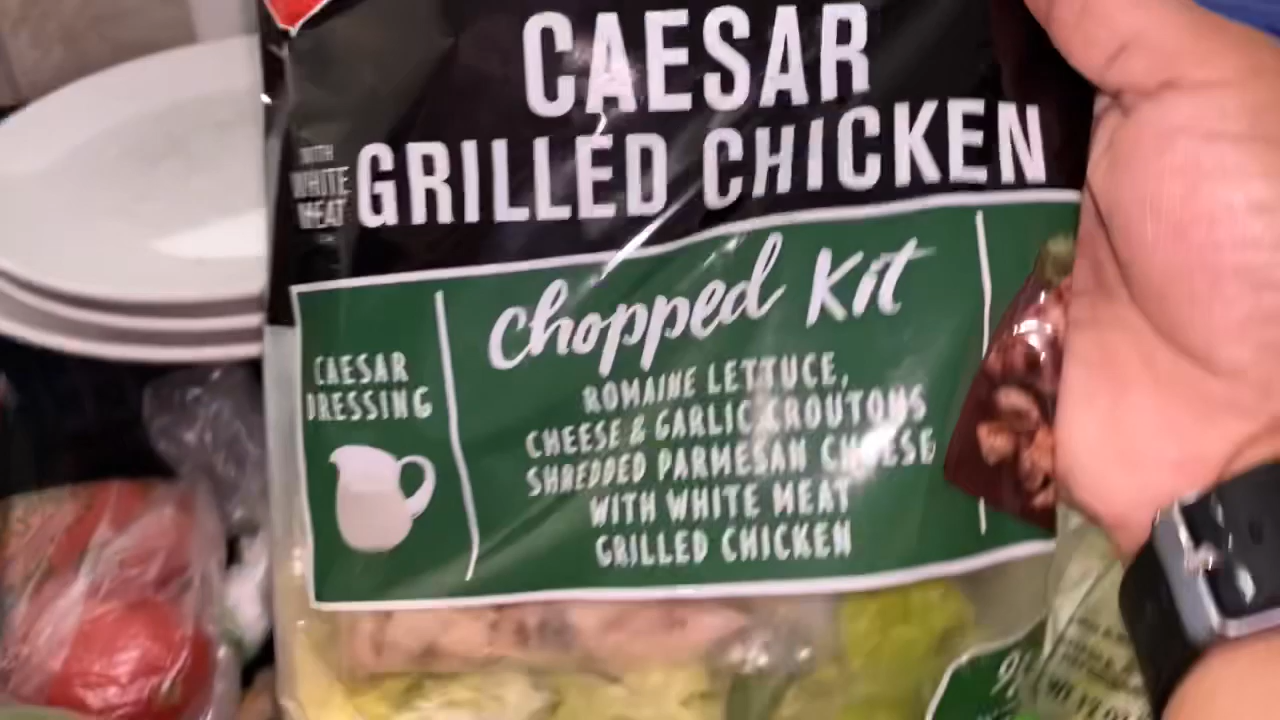 CAESAR
WITH
WHITE
MEAT
GRILLED CHICKEN
Chopped Kit
CAESAR
DRESSING
ROMAINE LETTUCE,
CHEESE & GARLIC CROUTONS
SHREDDED PARMESAN CHEESE
WITH WHITE MEAT
GRILLED CHICKEN